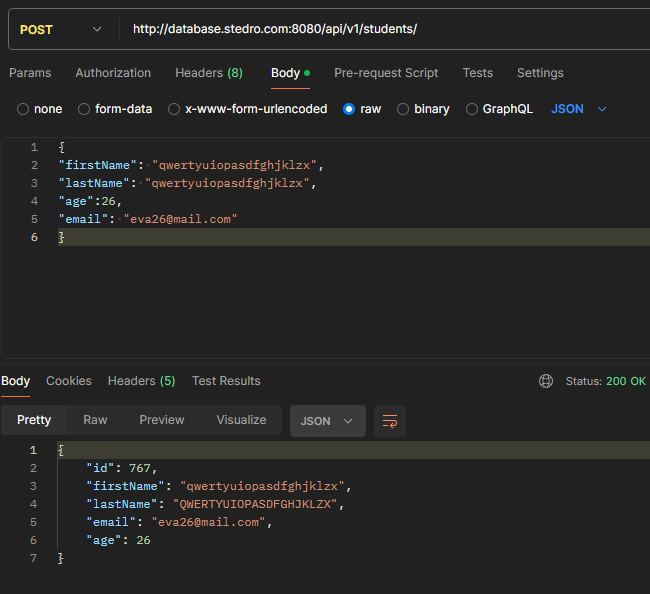 POST http://database.stedro.com:8080/api/v1/students/
Params Authorization Headers (8) Body Pre-request Script Tests Settings
none form-data x-www-form-urlencoded raw binary GraphQL JSON
1 {
2 "firstName": "qwertyuiopasdfghjklzx",
3 "lastName": "qwertyuiopasdfghjklzx",
4 "age":26,
5 "email": "eva26@mail.com"
6 }
Body Cookies Headers (5) Test Results Status: 200 OK
Pretty Raw Preview Visualize JSON
1 {
2 "id": 767,
3 "firstName": "qwertyuiopasdfghjklzx",
4 "lastName": "QWERTYUIOPASDFGHJKLZX",
5 "email": "eva26@mail.com",
6 "age": 26
7 }